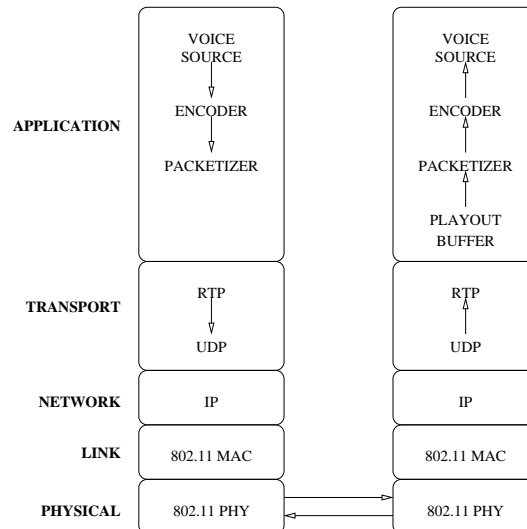 VOICE
SOURCE
ENCODER
PACKETIZER
VOICE
SOURCE
ENCODER
PACKETIZER
PLAYOUT
BUFFER
APPLICATION
TRANSPORT
RTP
UDP
RTP
UDP
NETWORK
IP
IP
LINK
802.11 MAC
802.11 MAC
PHYSICAL
802.11 PHY
802.11 PHY